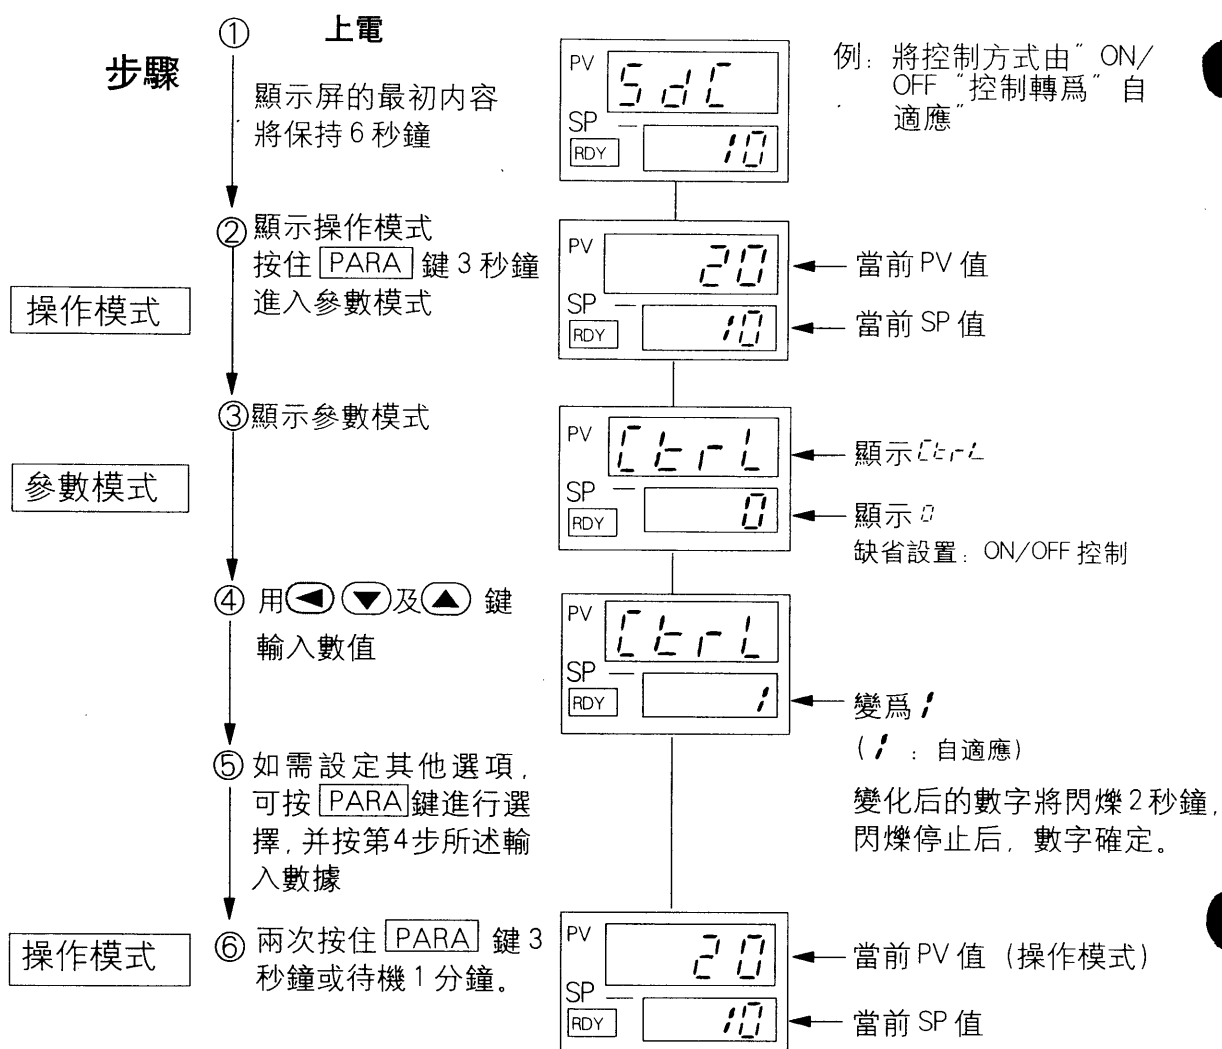 步驟
① 上電
顯示屏的最初内容
將保持6秒鐘
PV SdC
SP
RDY 10
例：將控制方式由"ON/
OFF"控制轉爲"自
適應"
操作模式
② 顯示操作模式
按住 PARA 鍵3秒鐘
進入參數模式
PV 20
SP
RDY 10
當前PV值
當前SP值
參數模式
③顯示參數模式
PV CtrL
SP
RDY 0
顯示CtrL
顯示0
缺省設置：ON/OFF控制
④ 用◀ ▼及▲ 鍵
輸入數值
PV CtrL
SP
RDY 1
變爲1
(1：自適應)
變化后的數字將閃爍2秒鐘，
閃爍停止后，數字確定。
⑤ 如需設定其他選項，
可按 PARA 鍵進行選
擇，并按第4步所述輸
入數據
操作模式
⑥ 兩次按住 PARA 鍵3
秒鐘或待機1分鐘。
PV 20
SP
RDY 10
當前PV值（操作模式）
當前SP值